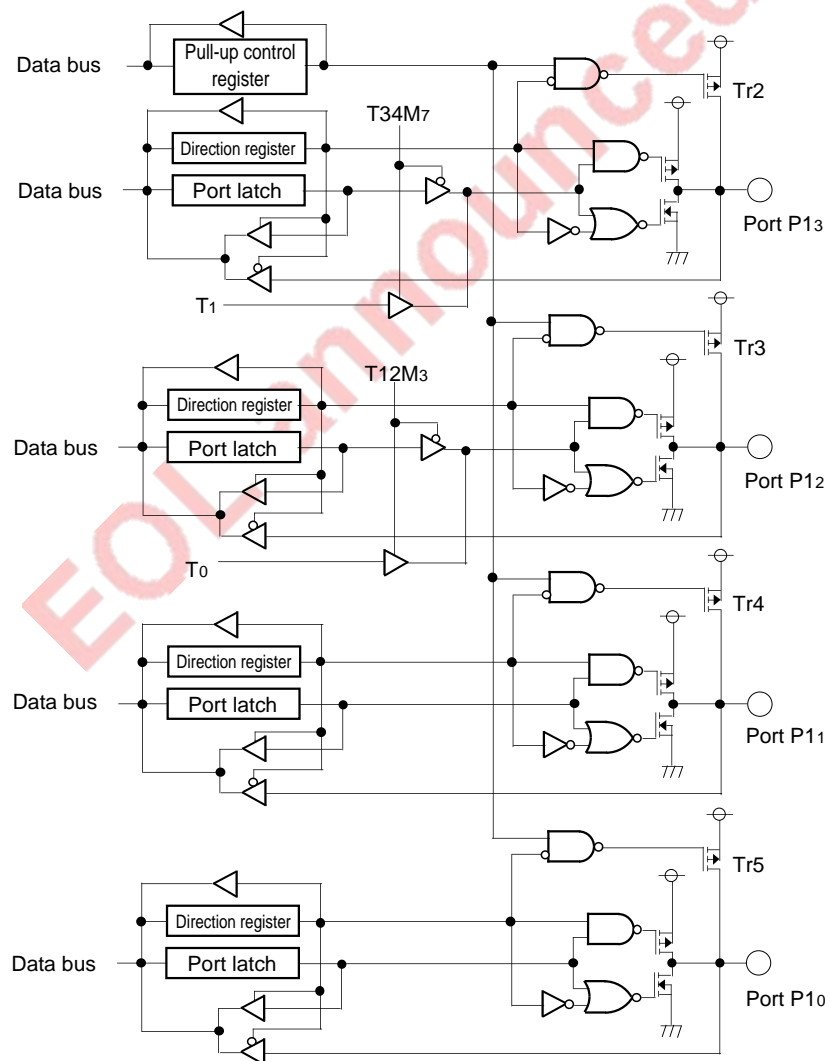 EOL announced
Data bus
Pull-up control
register
Tr2
T34M7
Direction register
Data bus
Port latch
Port P13
T1
Tr3
T12M3
Direction register
Data bus
Port latch
Port P12
T0
Tr4
Direction register
Data bus
Port latch
Port P11
Tr5
Direction register
Data bus
Port latch
Port P10